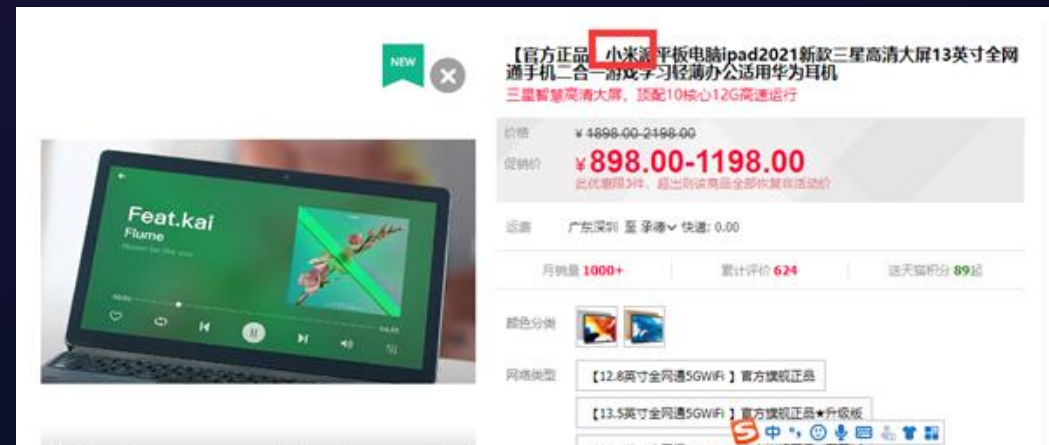 NEW
【官方正品】小米派平板电脑ipad2021新款三星高清大屏13英寸全网
通手机二合一游戏学习轻薄办公适用华为耳机
三星智慧高清大屏，顶配10核心12G高速运行
价格 ¥ 1898.00-2198.00
促销价 ¥ 898.00-1198.00
此优惠限3件，超出则该商品全部恢复非活动价
运费 广东深圳 至 承德 快递: 0.00
月销量 1000+ 累计评价 624 送天猫积分 89起
颜色分类
网络类型 【12.8英寸全网通5GWiFi 】官方旗舰正品
【13.5英寸全网通5GWiFi 】官方旗舰正品★升级版
Feat.kai
Flume
中